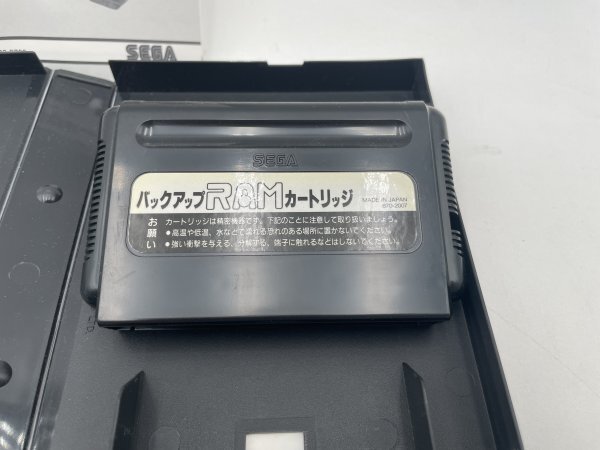 SEGA
SEGA
バックアップRAMカートリッジ
MADE IN JAPAN
670-2007
お願い
カートリッジは精密機器です。下記のことに注意して取り扱いましょう。
●高温や低温、水などで濡れる恐れのある場所に置かないでください。
●強い衝撃を与える、分解する、端子に触れるなどはしないでください。